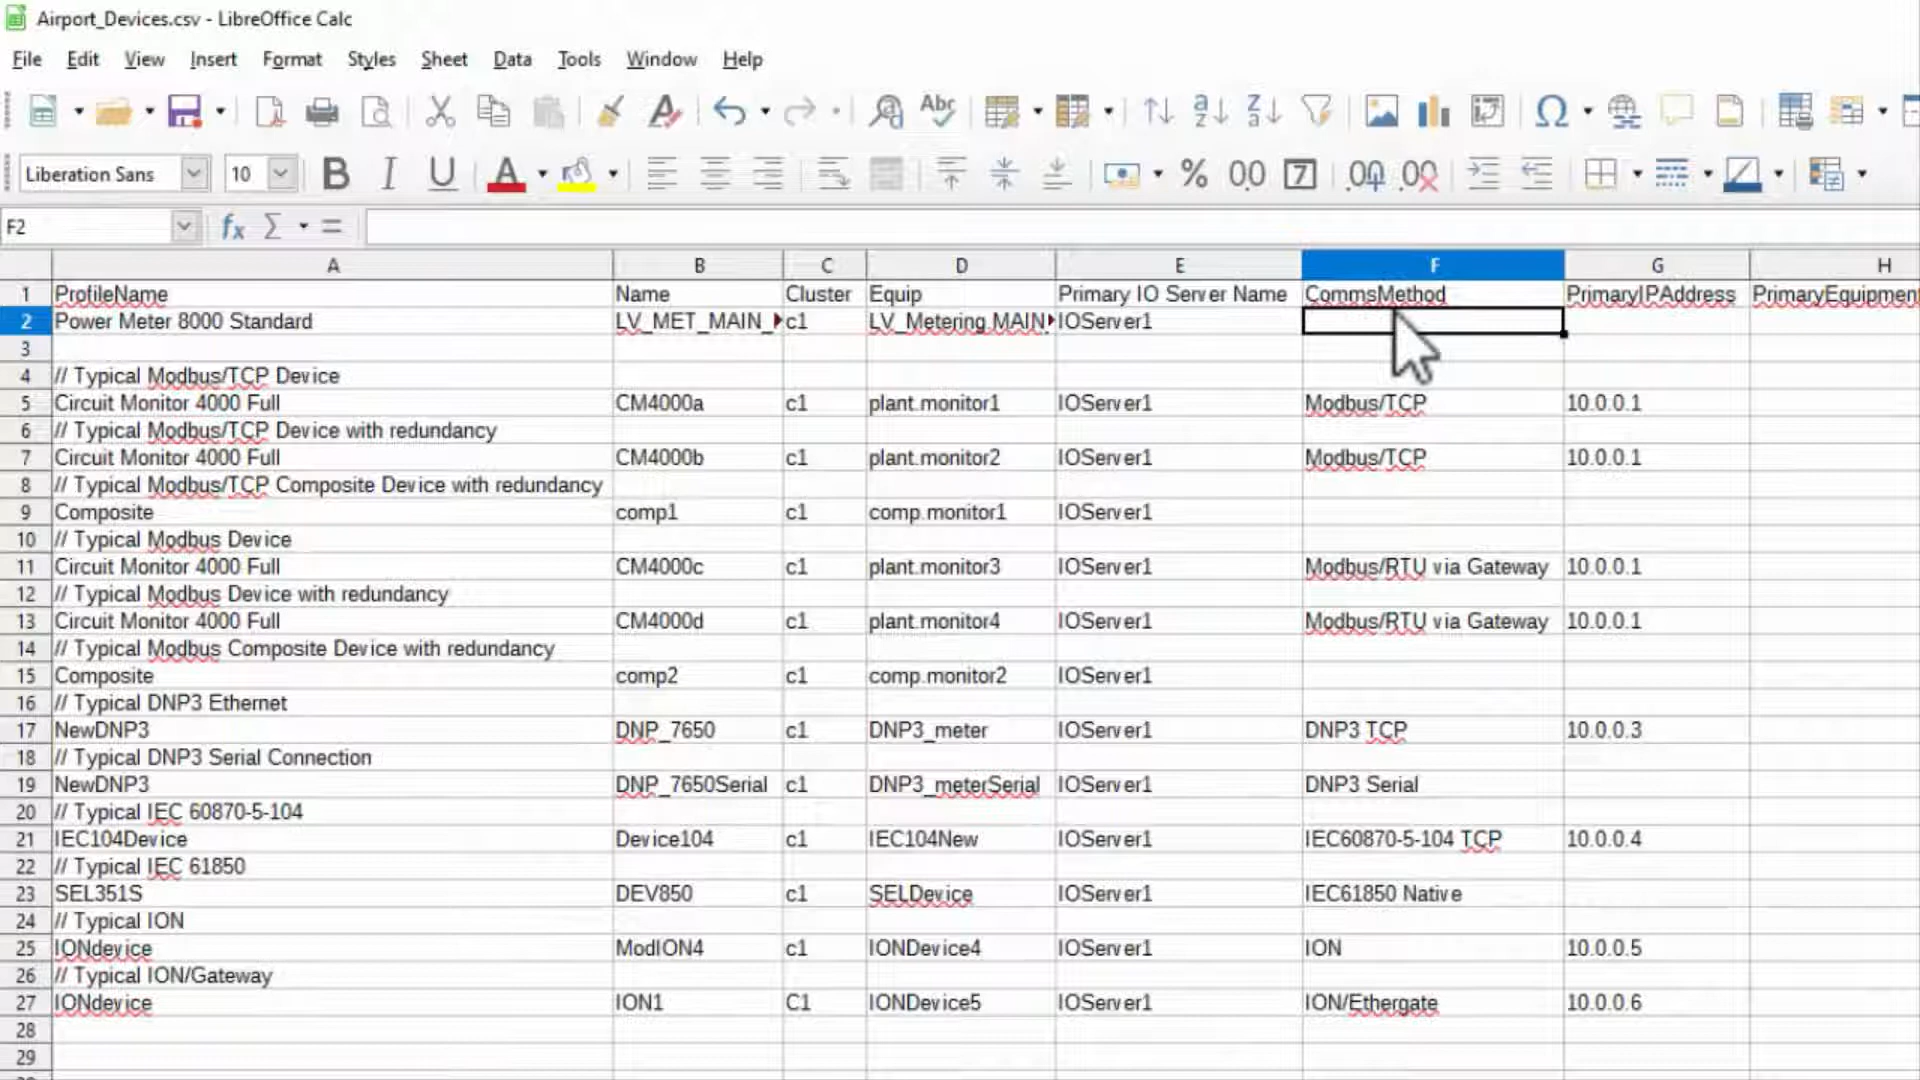 Airport_Devices.csv - LibreOffice Calc
File Edit View Insert Format Styles Sheet Data Tools Window Help
Liberation Sans 10
F2
A B C D E F G H
1 ProfileName Name Cluster Equip Primary IO Server Name CommsMethod PrimaryIPAddress PrimaryEquipment
2 Power Meter 8000 Standard LV_MET_MAIN_ c1 LV_Metering.MAIN_ IOServer1
3
4 // Typical Modbus/TCP Device
5 Circuit Monitor 4000 Full CM4000a c1 plant.monitor1 IOServer1 Modbus/TCP 10.0.0.1
6 // Typical Modbus/TCP Device with redundancy
7 Circuit Monitor 4000 Full CM4000b c1 plant.monitor2 IOServer1 Modbus/TCP 10.0.0.1
8 // Typical Modbus/TCP Composite Device with redundancy
9 Composite comp1 c1 comp.monitor1 IOServer1
10 // Typical Modbus Device
11 Circuit Monitor 4000 Full CM4000c c1 plant.monitor3 IOServer1 Modbus/RTU via Gateway 10.0.0.1
12 // Typical Modbus Device with redundancy
13 Circuit Monitor 4000 Full CM4000d c1 plant.monitor4 IOServer1 Modbus/RTU via Gateway 10.0.0.1
14 // Typical Modbus Composite Device with redundancy
15 Composite comp2 c1 comp.monitor2 IOServer1
16 // Typical DNP3 Ethernet
17 NewDNP3 DNP_7650 c1 DNP3_meter IOServer1 DNP3 TCP 10.0.0.3
18 // Typical DNP3 Serial Connection
19 NewDNP3 DNP_7650Serial c1 DNP3_meterSerial IOServer1 DNP3 Serial
20 // Typical IEC 60870-5-104
21 IEC104Device Device104 c1 IEC104New IOServer1 IEC60870-5-104 TCP 10.0.0.4
22 // Typical IEC 61850
23 SEL351S DEV850 c1 SELDevice IOServer1 IEC61850 Native
24 // Typical ION
25 IONdevice ModION4 c1 IONDevice4 IOServer1 ION 10.0.0.5
26 // Typical ION/Gateway
27 IONdevice ION1 C1 IONDevice5 IOServer1 ION/Ethergate 10.0.0.6
28
29